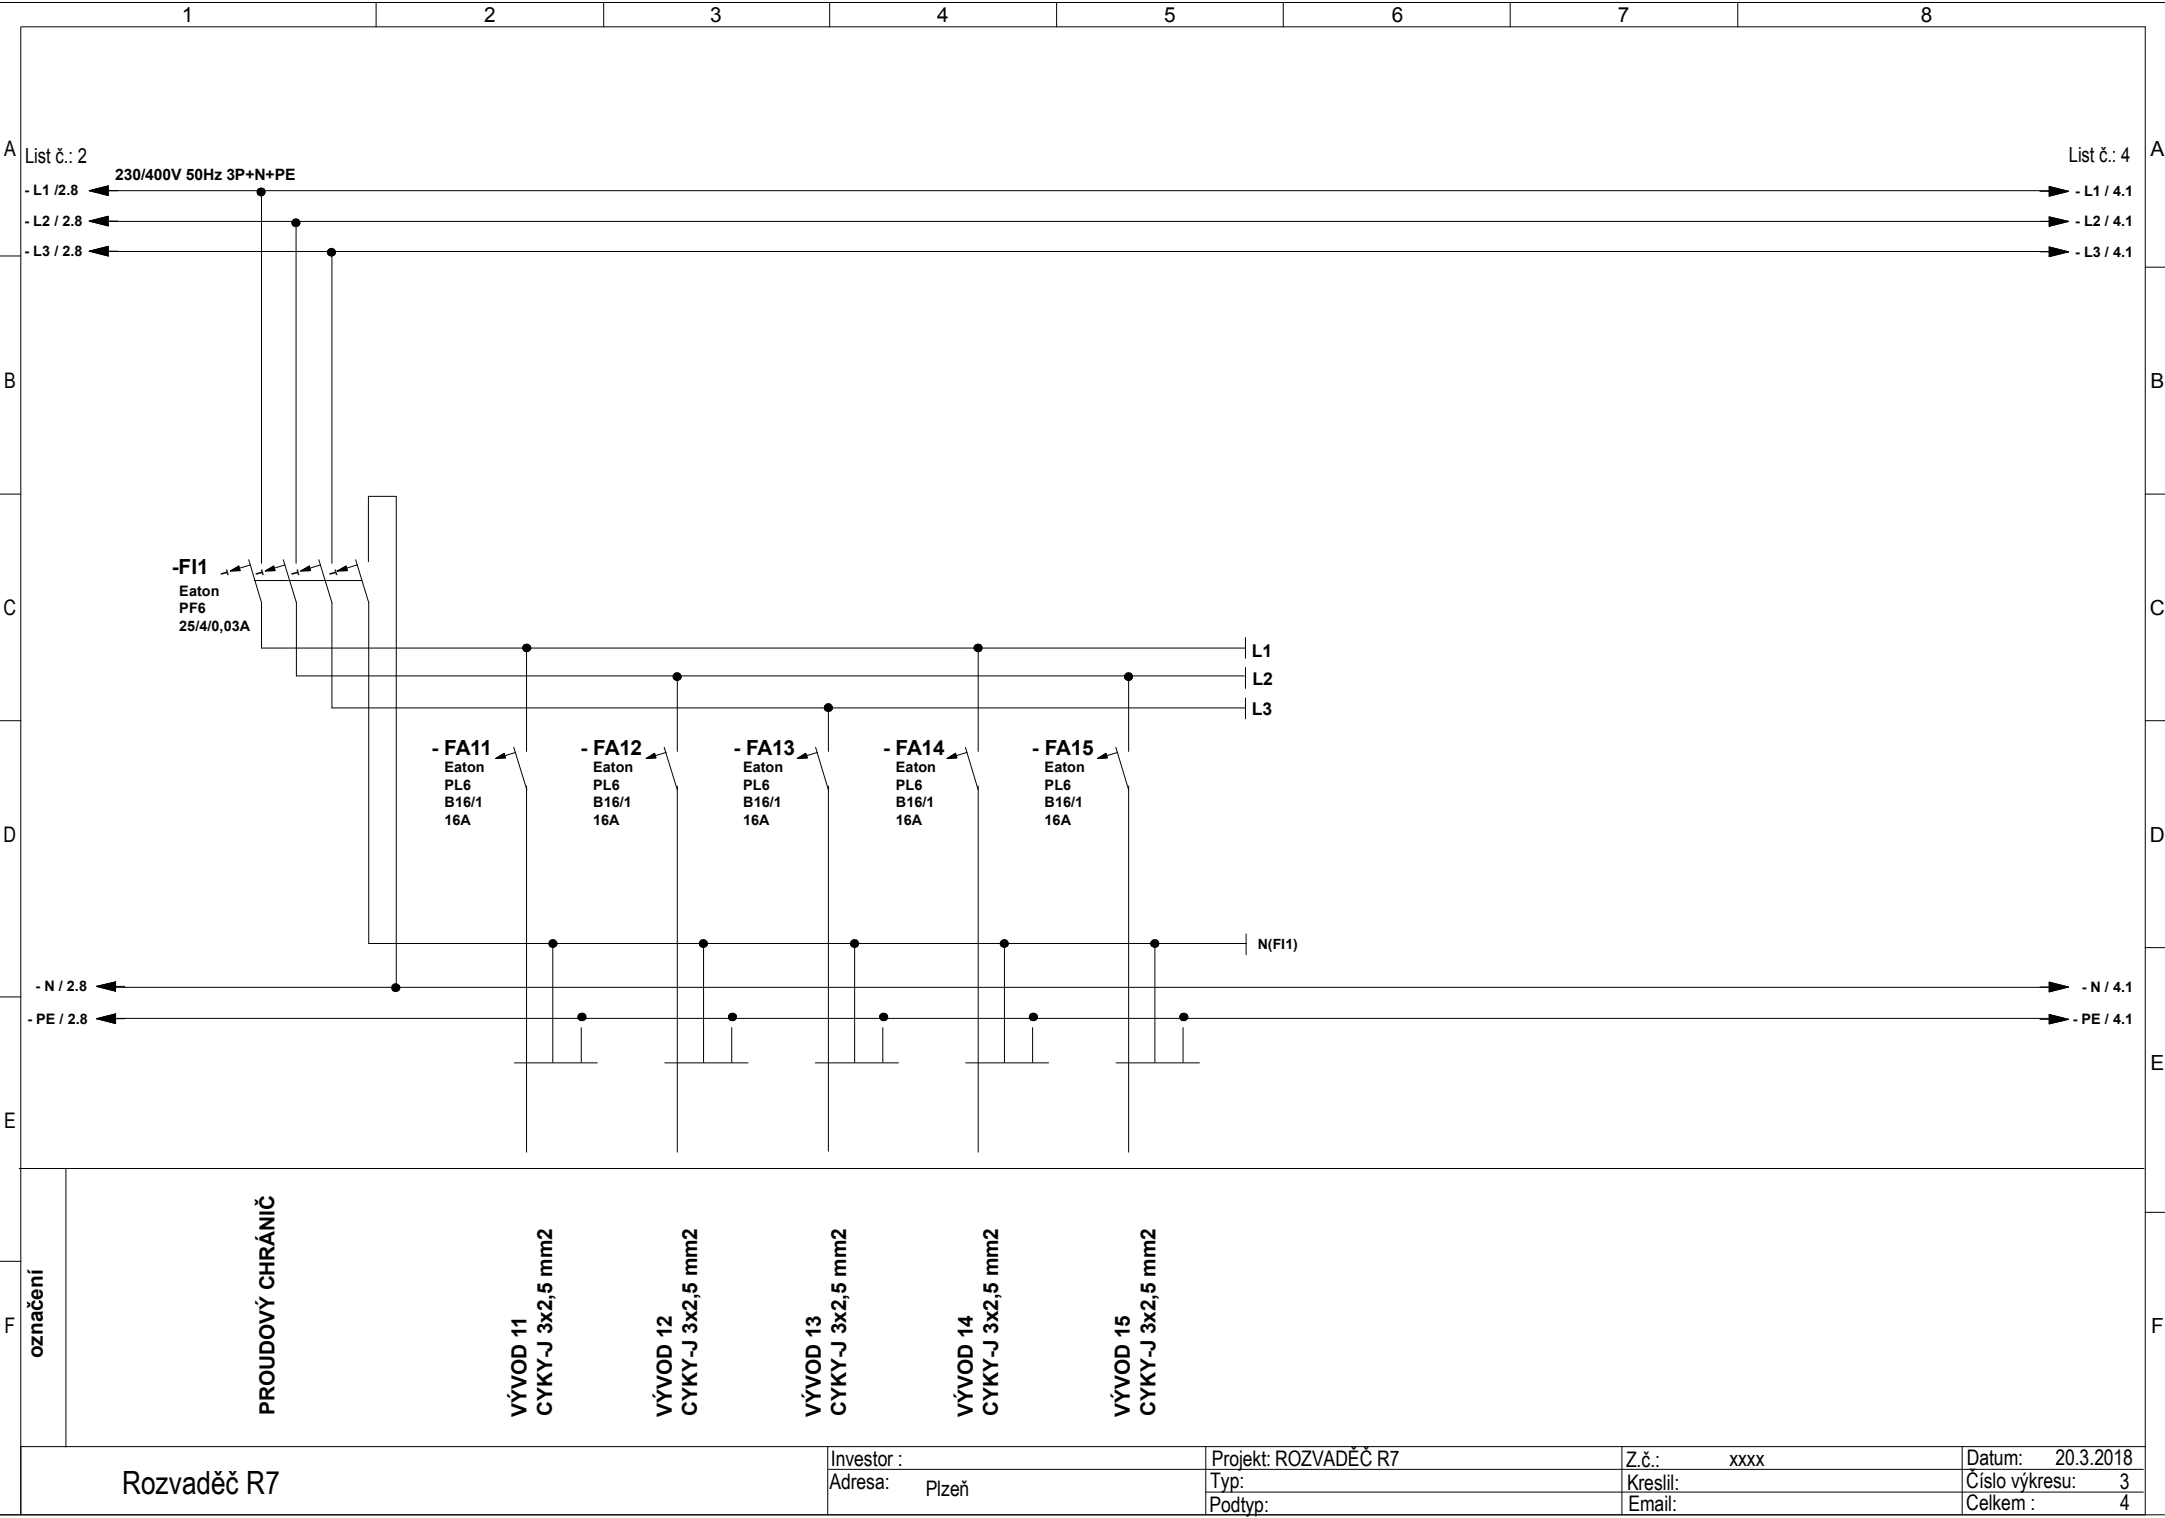 1 2 3 4 5 6 7 8
A List č.: 2 List č.: 4 A
230/400V 50Hz 3P+N+PE
- L1 /2.8 - L1 / 4.1
- L2 / 2.8 - L2 / 4.1
- L3 / 2.8 - L3 / 4.1
B B
-FI1
Eaton
PF6
25/4/0,03A
C C
L1
L2
L3
- FA11
Eaton
PL6
B16/1
16A
- FA12
Eaton
PL6
B16/1
16A
- FA13
Eaton
PL6
B16/1
16A
- FA14
Eaton
PL6
B16/1
16A
- FA15
Eaton
PL6
B16/1
16A
D D
N(FI1)
- N / 2.8 - N / 4.1
- PE / 2.8 - PE / 4.1
E E
označení
PROUDOVÝ CHRÁNIČ
VÝVOD 11
CYKY-J 3x2,5 mm2
VÝVOD 12
CYKY-J 3x2,5 mm2
VÝVOD 13
CYKY-J 3x2,5 mm2
VÝVOD 14
CYKY-J 3x2,5 mm2
VÝVOD 15
CYKY-J 3x2,5 mm2
F F
Rozvaděč R7
Investor :
Adresa: Plzeň
Projekt: ROZVADĚČ R7
Typ:
Podtyp:
Z.č.: xxxx
Kreslil:
Email:
Datum: 20.3.2018
Číslo výkresu: 3
Celkem : 4